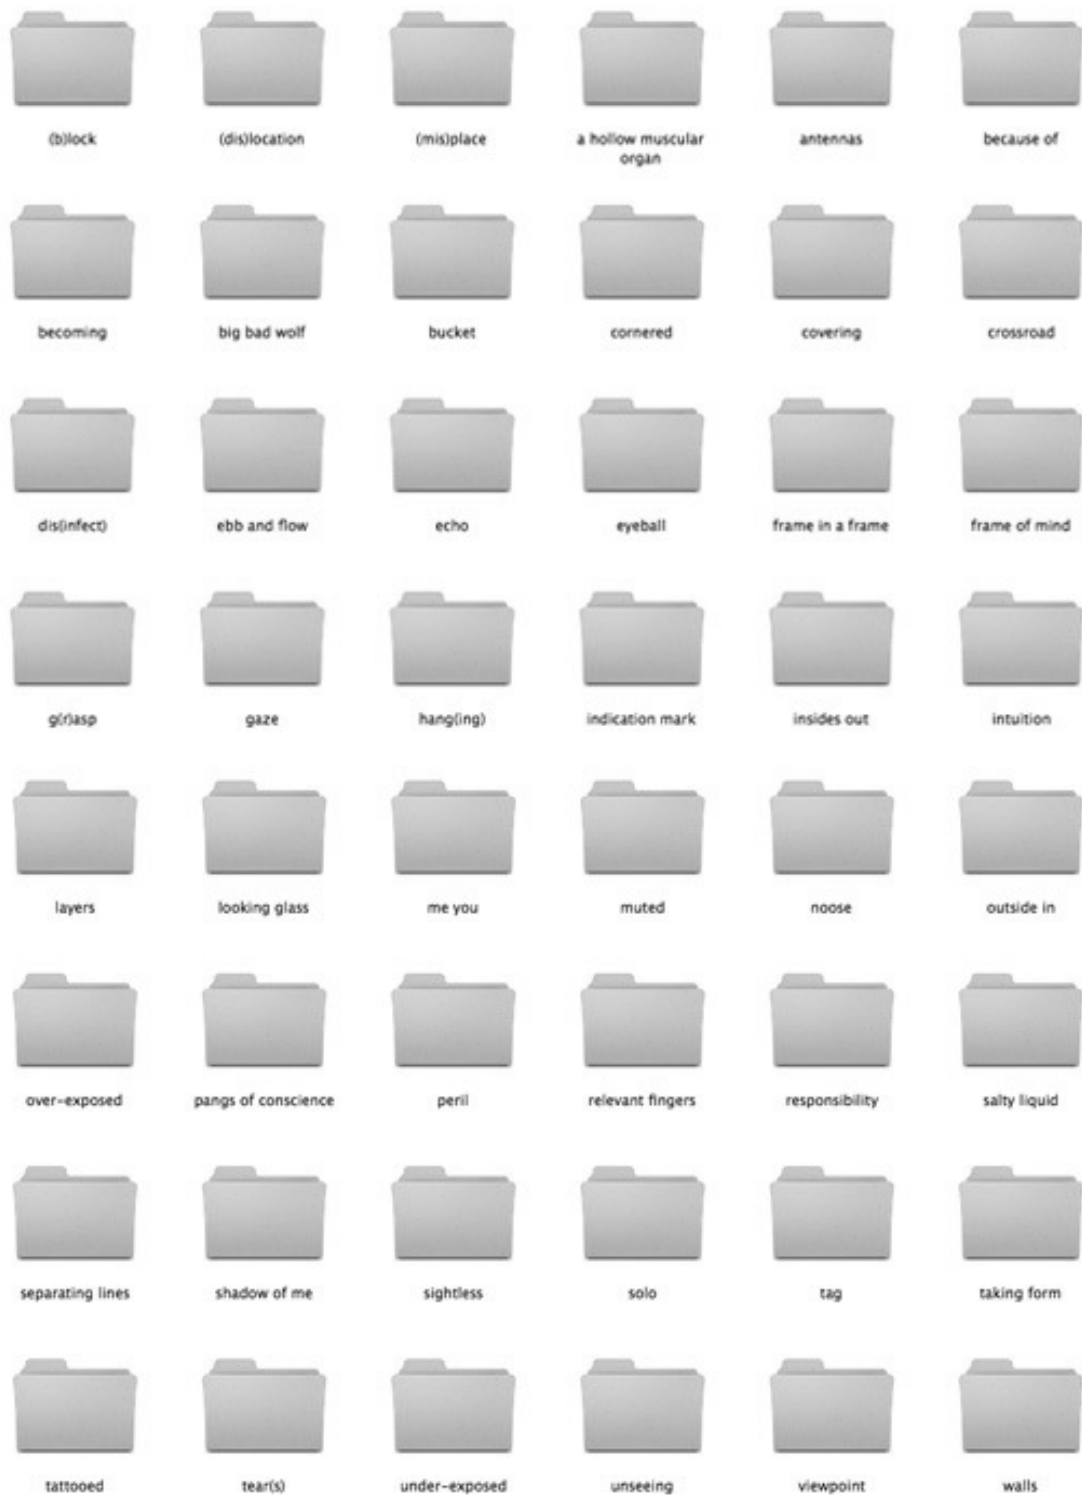 (b)lock
(dis)location
(mis)place
a hollow muscular
organ
antennas
because of
becoming
big bad wolf
bucket
cornered
covering
crossroad
dis(infect)
ebb and flow
echo
eyeball
frame in a frame
frame of mind
g(r)asp
gaze
hang(ing)
indication mark
insides out
intuition
layers
looking glass
me you
muted
noose
outside in
over-exposed
pangs of conscience
peril
relevant fingers
responsibility
salty liquid
separating lines
shadow of me
sightless
solo
tag
taking form
tattooed
tear(s)
under-exposed
unseeing
viewpoint
walls